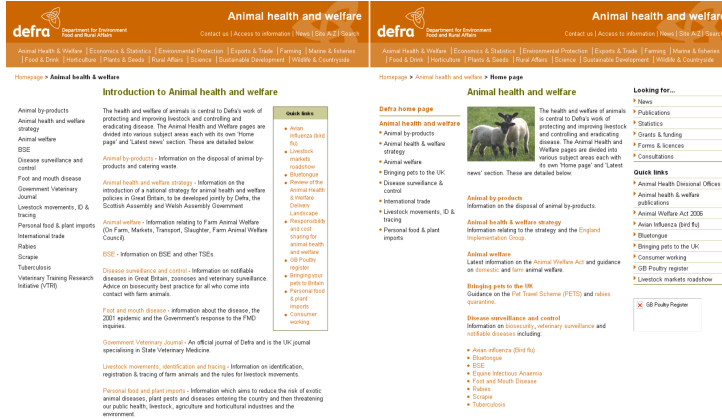 Animal health and welfare
defra
Department for Environment
Food and Rural Affairs
Contact us | Access to information | News | Site A-Z | Search
Animal Health & Welfare | Economics & Statistics | Environmental Protection | Exports & Trade | Farming | Marine & fisheries
| Food & Drink | Horticulture | Plants & Seeds | Rural Affairs | Science | Sustainable Development | Wildlife & Countryside
Homepage > Animal health & welfare
Introduction to Animal health and welfare
Animal by-products
Animal health and welfare
strategy
Animal welfare
BSE
Disease surveillance and
control
Foot and mouth disease
Government Veterinary
Journal
Livestock movements, ID &
tracing
Personal food & plant imports
International trade
Rabies
Scrapie
Tuberculosis
Veterinary Training Research
Initiative (VTRI)
The health and welfare of animals is central to Defra's work of
protecting and improving livestock and controlling and
eradicating disease. The Animal Health and Welfare pages are
divided into various subject areas each with its own 'Home
page' and 'Latest news' section. These are detailed below:
Animal by-products - Information on the disposal of animal by-
products and catering waste.
Animal health and welfare strategy - Information on the
introduction of a national strategy for animal health and welfare
policies in Great Britain, to be developed jointly by Defra, the
Scottish Assembly and Welsh Assembly Government
Animal welfare - Information relating to Farm Animal Welfare
(On Farm, Markets, Transport, Slaughter, Farm Animal Welfare
Council).
BSE - Information on BSE and other TSEs.
Disease surveillance and control - Information on notifiable
diseases in Great Britain, zoonoses and veterinary surveillance.
Advice on biosecurity best practice for all who come into
contact with farm animals.
Foot and mouth disease - information about the disease, the
2001 epidemic and the Government's response to the FMD
inquiries.
Government Veterinary Journal - An official journal of Defra and is the UK journal
specialising in State Veterinary Medicine.
Livestock movements, identification and tracing - Information on identification,
registration & tracing of farm animals and the rules for livestock movements.
Personal food and plant imports - Information which aims to reduce the risk of exotic
animal diseases, plant pests and diseases entering the country and then threatening
our public health, livestock, agriculture and horticultural industries and the
environment.
Quick links
Avian
Influenza (bird
flu)
Livestock
markets
roadshow
Bluetongue
Review of the
Animal Health
& Welfare
Delivery
Landscape
Responsibility
and cost
sharing for
animal health
and welfare
GB Poultry
register
Bringing your
pets to Britain
Personal food
& plant
imports
Consumer
working
Animal health and welfare
defra
Department for Environment
Food and Rural Affairs
Contact us | Access to information | News | Site A-Z | Search
Animal Health & Welfare | Economics & Statistics | Environmental Protection | Exports & Trade | Farming | Marine & fisheries
| Food & Drink | Horticulture | Plants & Seeds | Rural Affairs | Science | Sustainable Development | Wildlife & Countryside
Homepage > Animal health and welfare > Home page
Defra home page
Animal health and welfare
Animal by-products
Animal health & welfare
strategy
Animal welfare
Bringing pets to the UK
Disease surveillance &
control
International trade
Livestock movements, ID &
tracing
Personal food & plant
imports
Animal health and welfare
The health and welfare of animals
is central to Defra's work of
protecting and improving livestock
and controlling and eradicating
disease. The Animal Health and
Welfare pages are divided into
various subject areas each with
its own 'Home page' and 'Latest
news' section. These are detailed below.
Animal by-products
Information on the disposal of animal by-products.
Animal health & welfare strategy
Information relating to the strategy and the England
Implementation Group.
Animal welfare
Latest information on the Animal Welfare Act and guidance
on domestic and farm animal welfare.
Bringing pets to the UK
Guidance on the Pet Travel Scheme (PETS) and rabies
quarantine.
Disease surveillance and control
Information on biosecurity, veterinary surveillance and
notifiable diseases including:
Avian influenza (Bird flu)
Bluetongue
BSE
Equine Infectious Anaemia
Foot and Mouth Disease
Rabies
Scrapie
Tuberculosis
Looking for...
News
Publications
Statistics
Grants & funding
Forms & licences
Consultations
Quick links
Animal Health Divisional Offices
Animal health & welfare
publications
Animal Welfare Act 2006
Avian Influenza (bird flu)
Bluetongue
Bringing pets to the UK
Consumer working
GB Poultry register
Livestock markets roadshow
GB Poultry Register